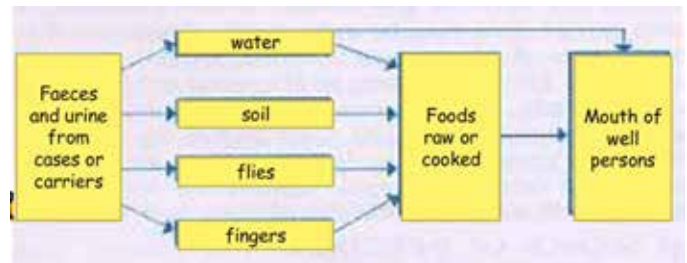 Faeces
and urine
from
cases or
carriers
water
soil
flies
fingers
Foods
raw or
cooked
Mouth of
well
persons